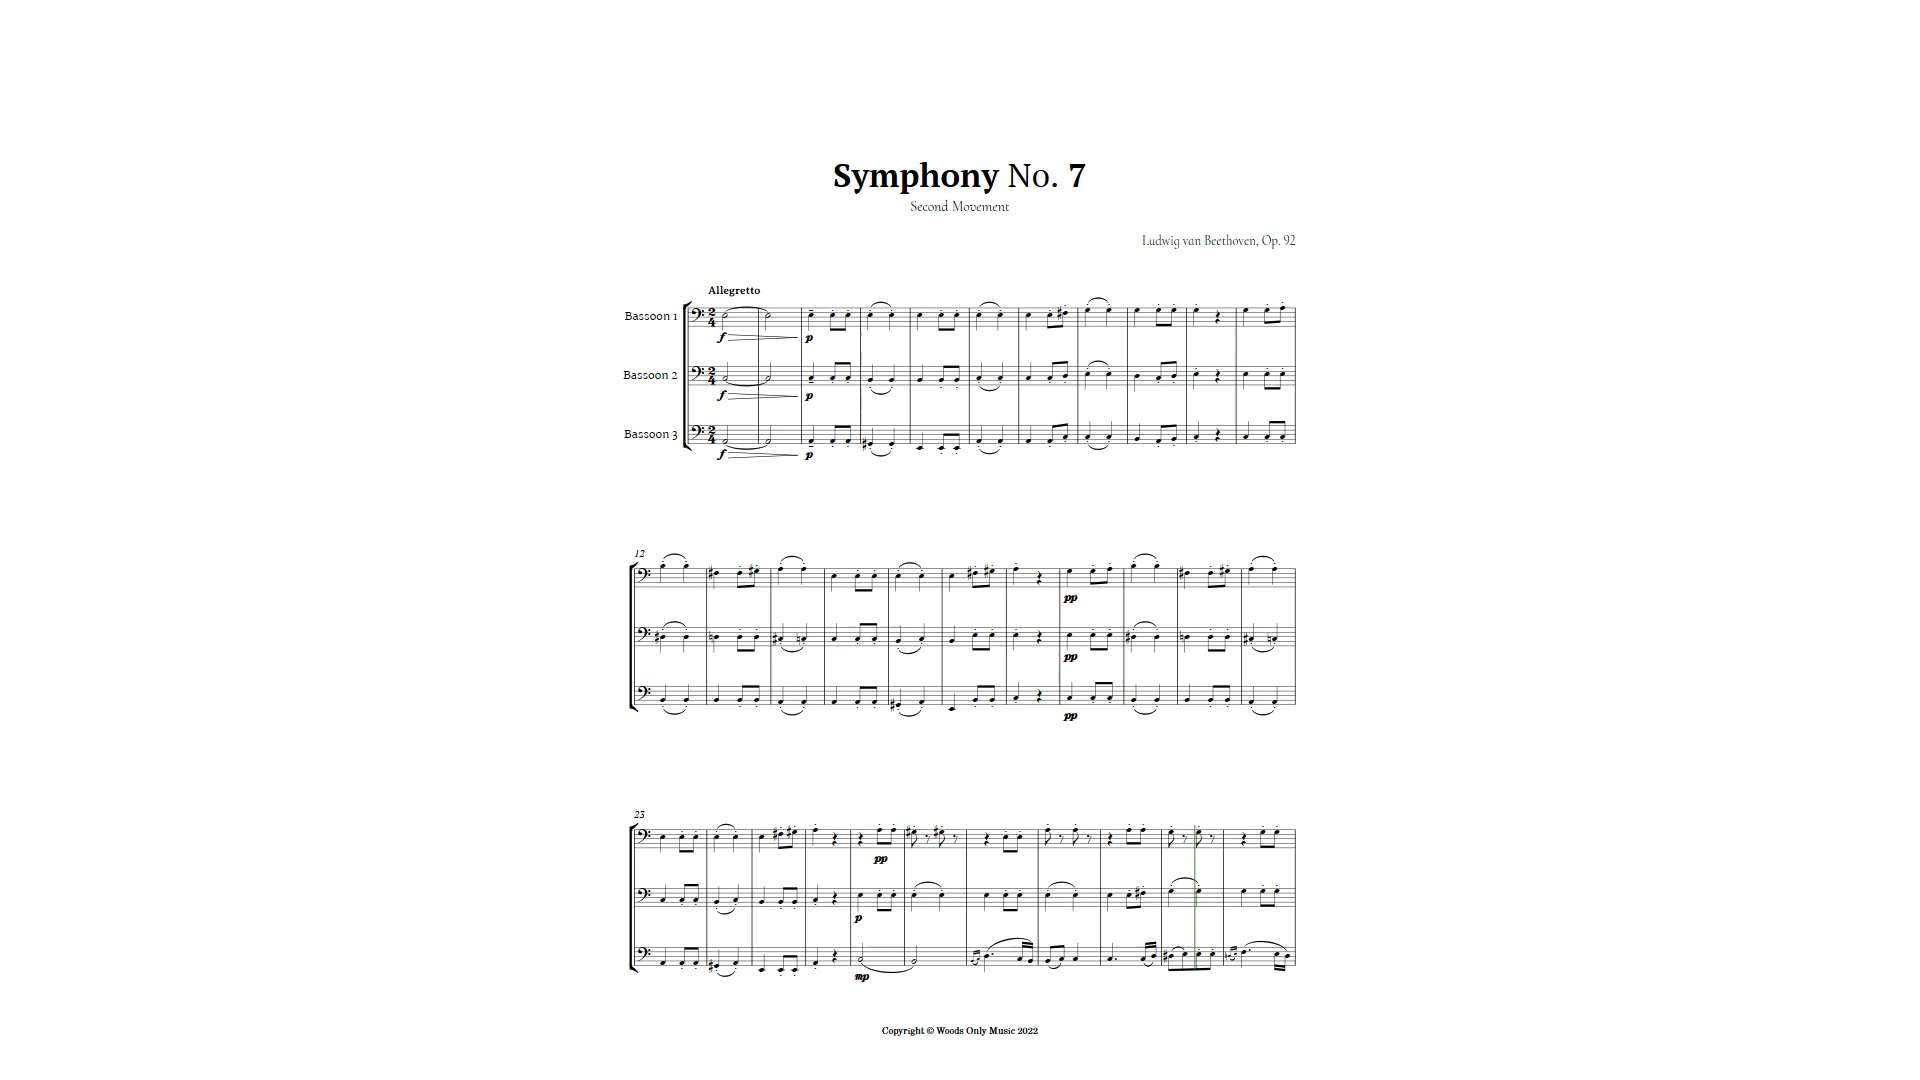 Symphony No. 7
Second Movement
Ludwig van Beethoven, Op. 92
Allegretto
Bassoon 1
f p
Bassoon 2
f p
Bassoon 3
f p
12
pp
pp
pp
23
pp
p
mp
Copyright © Woods Only Music 2022